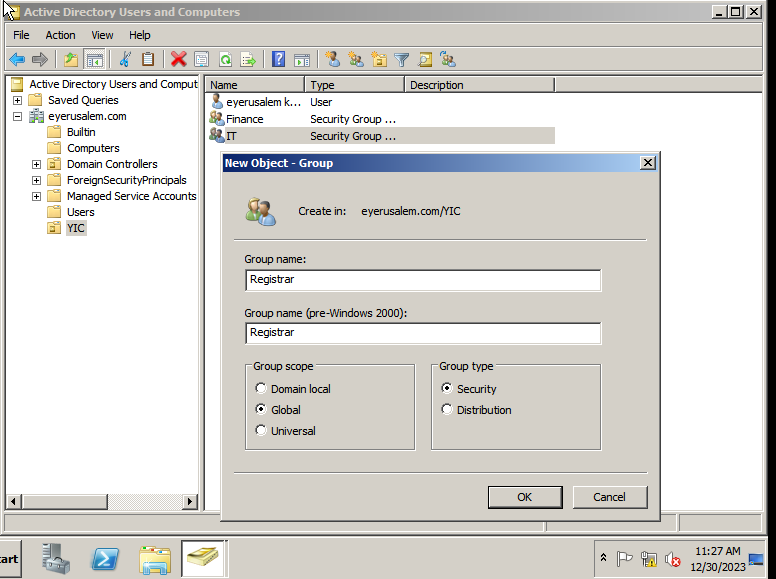 Active Directory Users and Computers
File Action View Help
Active Directory Users and Comput
Saved Queries
eyerusalem.com
Builtin
Computers
Domain Controllers
ForeignSecurityPrincipals
Managed Service Accounts
Users
YIC
Name Type Description
eyerusalem k... User
Finance Security Group ...
IT Security Group ...
New Object - Group
Create in: eyerusalem.com/YIC
Group name:
Registrar
Group name (pre-Windows 2000):
Registrar
Group scope
Domain local
Global
Universal
Group type
Security
Distribution
OK Cancel
art
11:27 AM
12/30/2023